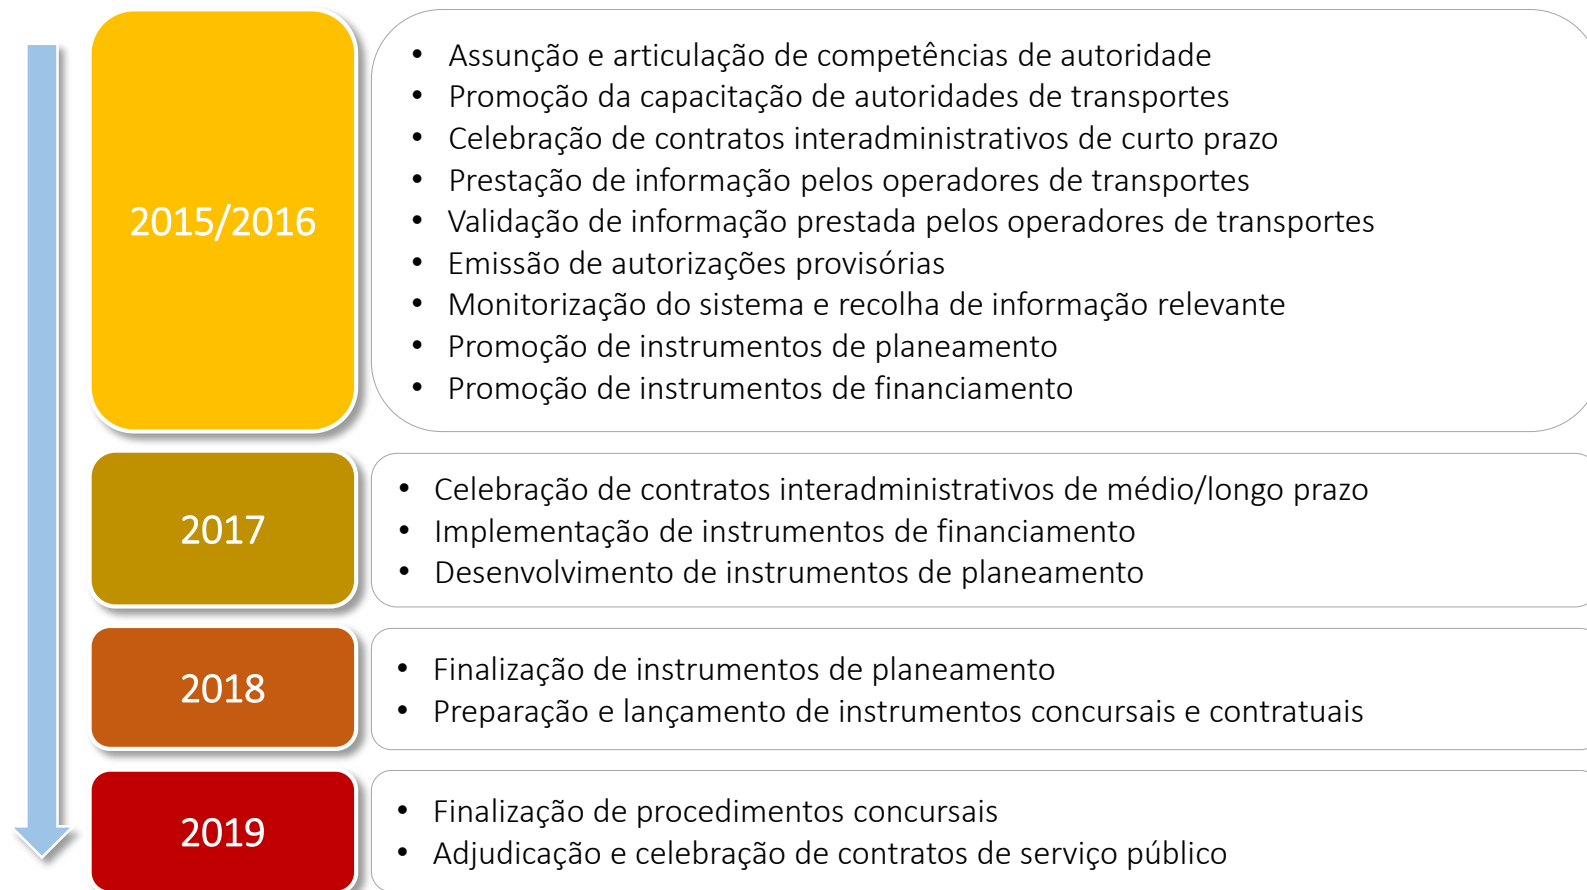 2015/2016
• Assunção e articulação de competências de autoridade
• Promoção da capacitação de autoridades de transportes
• Celebração de contratos interadministrativos de curto prazo
• Prestação de informação pelos operadores de transportes
• Validação de informação prestada pelos operadores de transportes
• Emissão de autorizações provisórias
• Monitorização do sistema e recolha de informação relevante
• Promoção de instrumentos de planeamento
• Promoção de instrumentos de financiamento
2017
• Celebração de contratos interadministrativos de médio/longo prazo
• Implementação de instrumentos de financiamento
• Desenvolvimento de instrumentos de planeamento
2018
• Finalização de instrumentos de planeamento
• Preparação e lançamento de instrumentos concursais e contratuais
2019
• Finalização de procedimentos concursais
• Adjudicação e celebração de contratos de serviço público